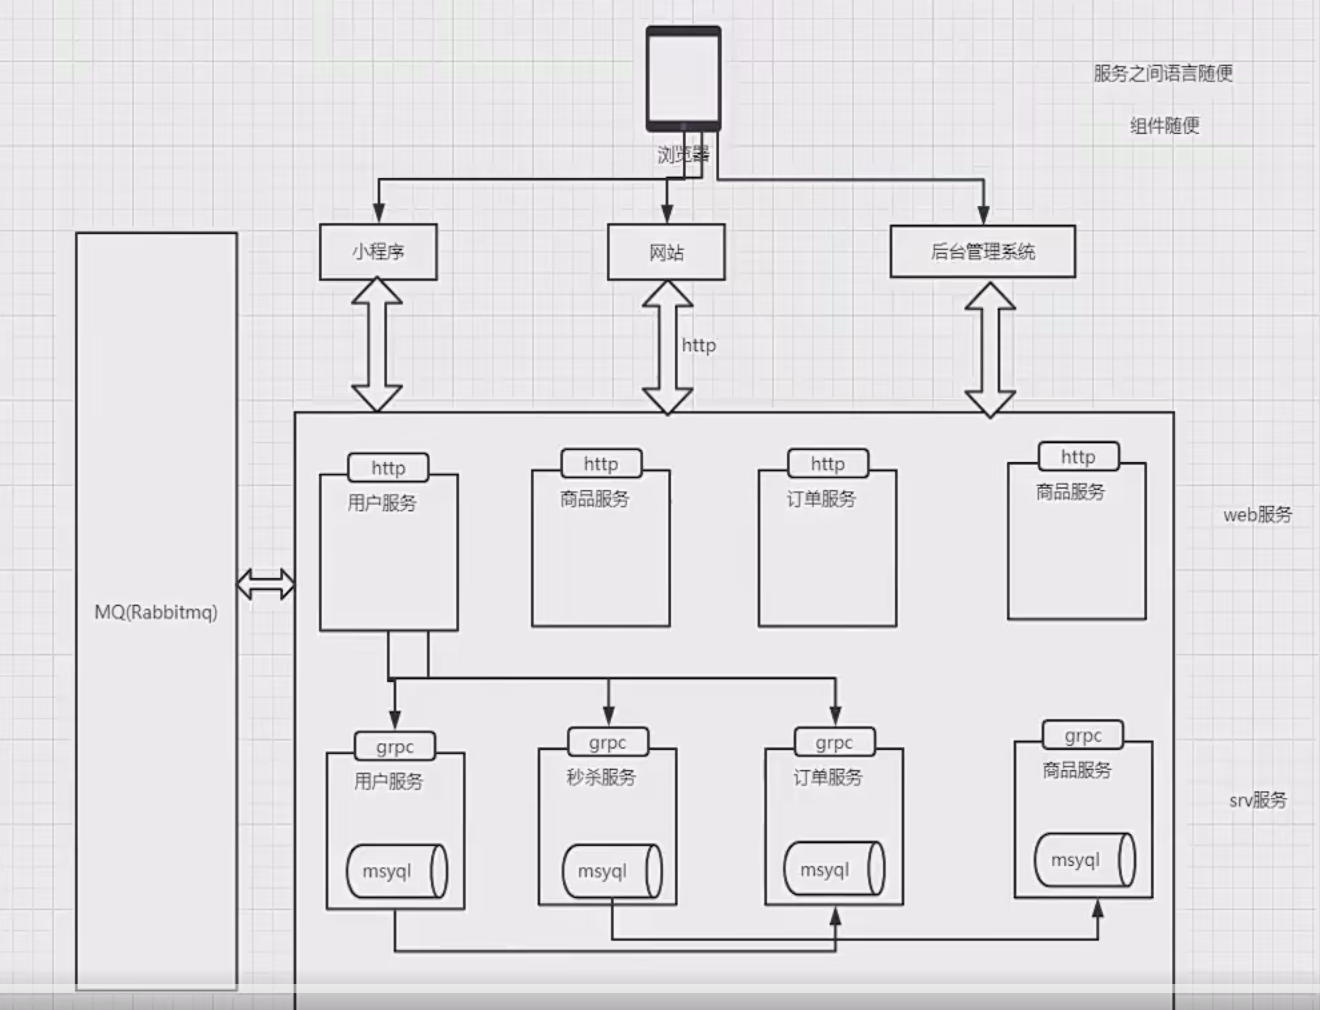 服务之间语言随便
组件随便
浏览器
小程序
网站
后台管理系统
http
http
http
http
http
用户服务
商品服务
订单服务
商品服务
web服务
MQ(Rabbitmq)
grpc
grpc
grpc
grpc
用户服务
秒杀服务
订单服务
商品服务
srv服务
msyql
msyql
msyql
msyql